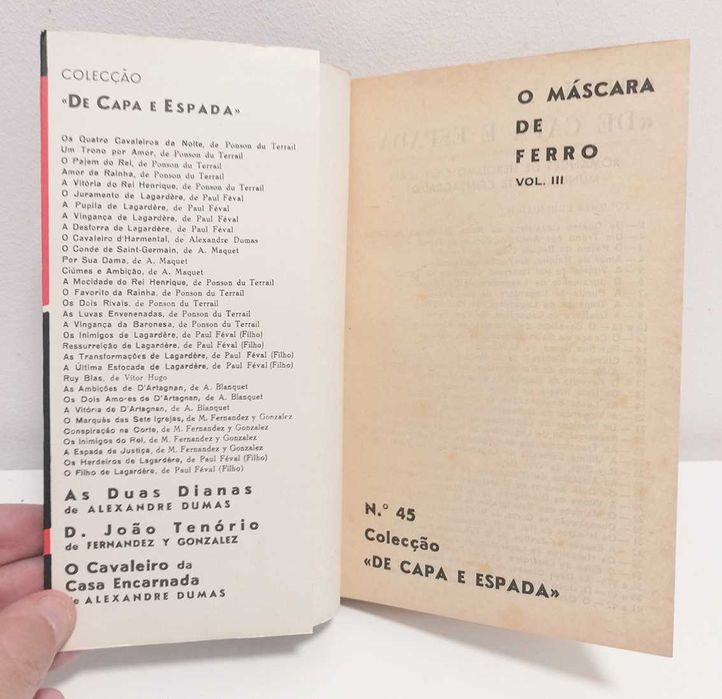 COLECÇÃO
«DE CAPA E ESPADA»
Os Quatro Cavaleiros da Noite, de Ponson du Terrail
Um Trono por Amor, de Ponson du Terrail
O Pajem do Rei, de Ponson du Terrail
Amor de Rainha, de Ponson du Terrail
A Vitória do Rei Henrique, de Ponson du Terrail
O Juramento de Lagardère, de Paul Féval
A Pupila de Lagardère, de Paul Féval
A Vingança de Lagardère, de Paul Féval
A Desforra de Lagardère, de Paul Féval
O Cavaleiro d'Harmental, de Alexandre Dumas
O Conde de Saint-Germain, de A. Maquet
Por Sua Dama, de A. Maquet
Ciúmes e Ambição, de A. Maquet
A Mocidade do Rei Henrique, de Ponson du Terrail
O Favorito da Rainha, de Ponson du Terrail
Os Dois Rivais, de Ponson du Terrail
As Luvas Envenenadas, de Ponson du Terrail
A Vingança da Baronesa, de Ponson du Terrail
Os Inimigos de Lagardère, de Paul Féval (Filho)
Ressurreição de Lagardère, de Paul Féval (Filho)
As Transformações de Lagardère, de Paul Féval (Filho)
A Última Estocada de Lagardère, de Paul Féval (Filho)
Ruy Blas, de Vítor Hugo
As Ambições de D'Artagnan, de A. Blanquet
Os Dois Amores de D'Artagnan, de A. Blanquet
A Vitória de D'Artagnan, de A. Blanquet
O Marquês das Sete Igrejas, de M. Fernandez y Gonzalez
Conspiração na Corte, de M. Fernandez y Gonzalez
Os Inimigos do Rei, de M. Fernandez y Gonzalez
A Espada da Justiça, de M. Fernandez y Gonzalez
Os Herdeiros de Lagardère, de Paul Féval (Filho)
O Filho de Lagardère, de Paul Féval (Filho)
As Duas Dianas
de ALEXANDRE DUMAS
D. João Tenório
de FERNANDEZ Y GONZALEZ
O Cavaleiro da
Casa Encarnada
de ALEXANDRE DUMAS
O MÁSCARA
DE
FERRO
VOL. III
N.º 45
Colecção
«DE CAPA E ESPADA»